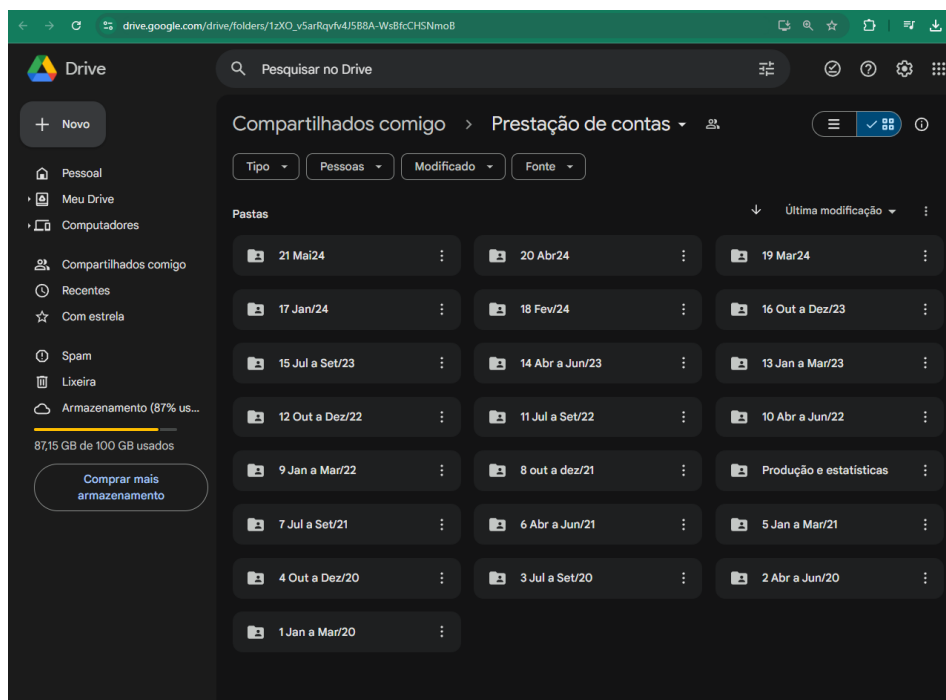 drive.google.com/drive/folders/1zXO_v5arRqvfv4J5B8A-WsBfcCHSNmoB
Drive
Pesquisar no Drive
Novo
Compartilhados comigo > Prestação de contas
Tipo Pessoas Modificado Fonte
Pessoal
Meu Drive
Computadores
Compartilhados comigo
Recentes
Com estrela
Spam
Lixeira
Armazenamento (87% us...
87,15 GB de 100 GB usados
Comprar mais
armazenamento
Pastas
Última modificação
21 Mai24 20 Abr24 19 Mar24
17 Jan/24 18 Fev/24 16 Out a Dez/23
15 Jul a Set/23 14 Abr a Jun/23 13 Jan a Mar/23
12 Out a Dez/22 11 Jul a Set/22 10 Abr a Jun/22
9 Jan a Mar/22 8 out a dez/21 Produção e estatísticas
7 Jul a Set/21 6 Abr a Jun/21 5 Jan a Mar/21
4 Out a Dez/20 3 Jul a Set/20 2 Abr a Jun/20
1 Jan a Mar/20